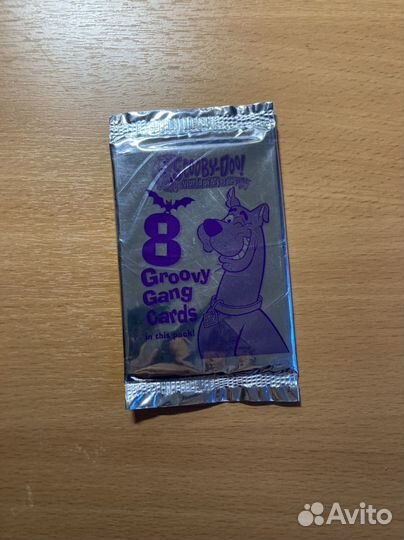 SCOOBY-DOO!
8
Groovy
Gang
Cards
in this pack!
Avito